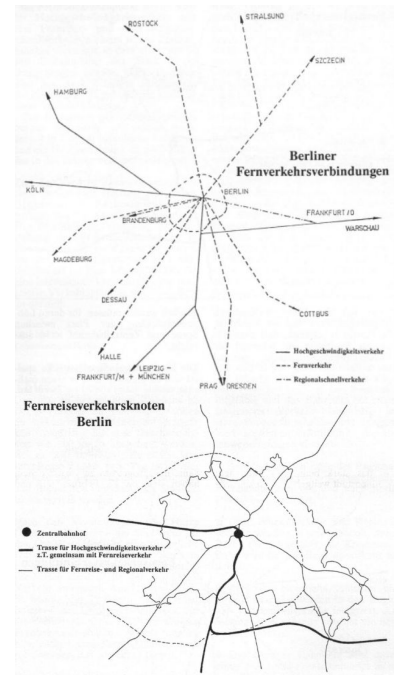 ROSTOCK
STRALSUND
SZCZECIN
HAMBURG
Berliner
Fernverkehrsverbindungen
KÖLN
BERLIN
BRANDENBURG
FRANKFURT/O
WARSCHAU
MAGDEBURG
DESSAU
COTTBUS
HALLE
LEIPZIG –
FRANKFURT/M + MÜNCHEN
PRAG
DRESDEN
Hochgeschwindigkeitsverkehr
Fernverkehr
Regionalschnellverkehr
Fernreiseverkehrsknoten
Berlin
Zentralbahnhof
Trasse für Hochgeschwindigkeitsverkehr
z.T. gemeinsam mit Fernreiseverkehr
Trasse für Fernreise- und Regionalverkehr